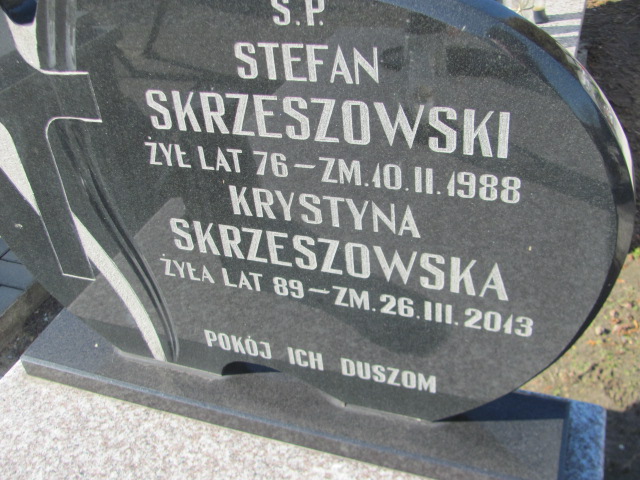 Ś.P.
STEFAN
SKRZESZOWSKI
ŻYŁ LAT 76 – ZM. 10.II.1988
KRYSTYNA
SKRZESZOWSKA
ŻYŁA LAT 89 – ZM. 26.III.2013
POKÓJ ICH DUSZOM